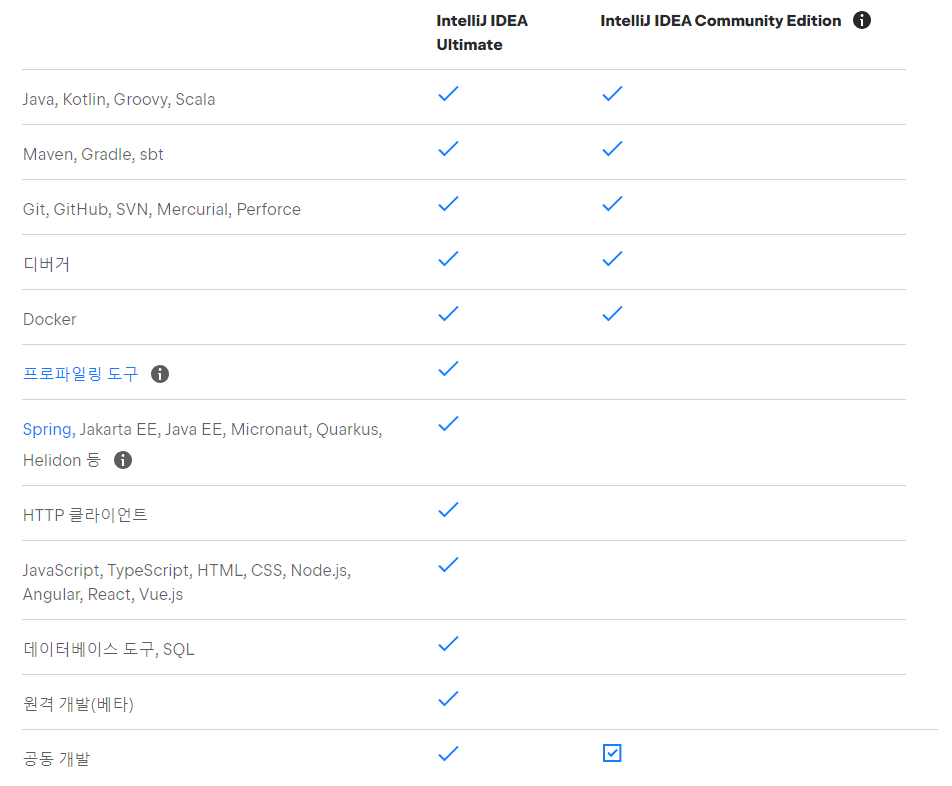 IntelliJ IDEA
Ultimate
IntelliJ IDEA Community Edition
Java, Kotlin, Groovy, Scala
Maven, Gradle, sbt
Git, GitHub, SVN, Mercurial, Perforce
디버거
Docker
프로파일링 도구
Spring, Jakarta EE, Java EE, Micronaut, Quarkus,
Helidon 등
HTTP 클라이언트
JavaScript, TypeScript, HTML, CSS, Node.js,
Angular, React, Vue.js
데이터베이스 도구, SQL
원격 개발(베타)
공동 개발